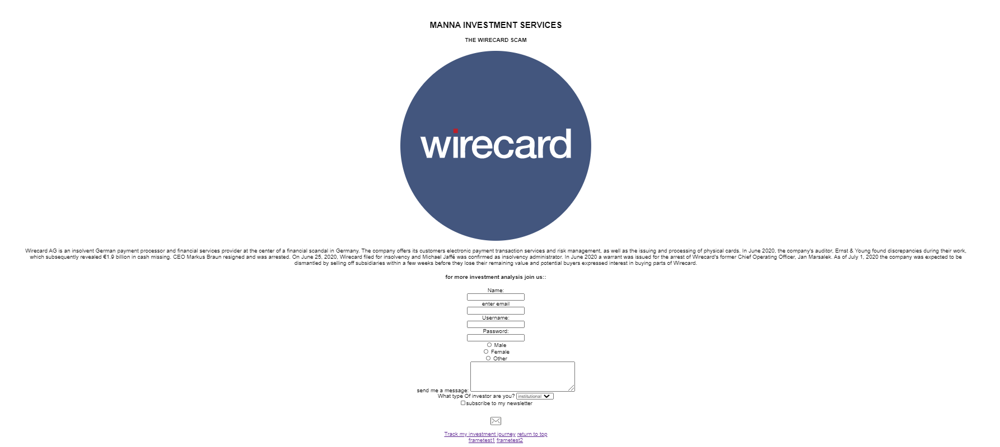 MANNA INVESTMENT SERVICES
THE WIRECARD SCAM
wirecard
Wirecard AG is an insolvent German payment processor and financial services provider at the center of a financial scandal in Germany. The company offers its customers electronic payment transaction services and risk management, as well as the issuing and processing of physical cards. In June 2020, the company's auditor, Ernst & Young found discrepancies during their work,
which subsequently revealed €1.9 billion in cash missing. CEO Markus Braun resigned and was arrested. On June 25, 2020, Wirecard filed for insolvency and Michael Jaffé was confirmed as insolvency administrator. In June 2020 a warrant was issued for the arrest of Wirecard's former Chief Operating Officer, Jan Marsalek. As of July 1, 2020 the company was expected to be
dismantled by selling off subsidiaries within a few weeks before they lose their remaining value and potential buyers expressed interest in buying parts of Wirecard.
for more investment analysis join us::
Name:
enter email
Username:
Password:
Male
Female
Other
send me a message:
What type Of investor are you? institutional
subscribe to my newsletter
Track my investment journey return to top
frametest1 frametest2